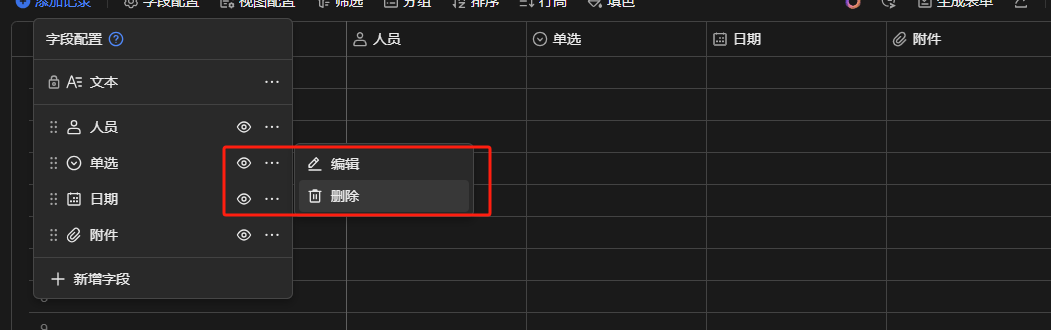 添加记录 字段配置 视图配置 筛选 分组 排序 行高 填色 生成表单
字段配置
人员 单选 日期 附件
文本
人员
单选
编辑
删除
日期
附件
新增字段
9